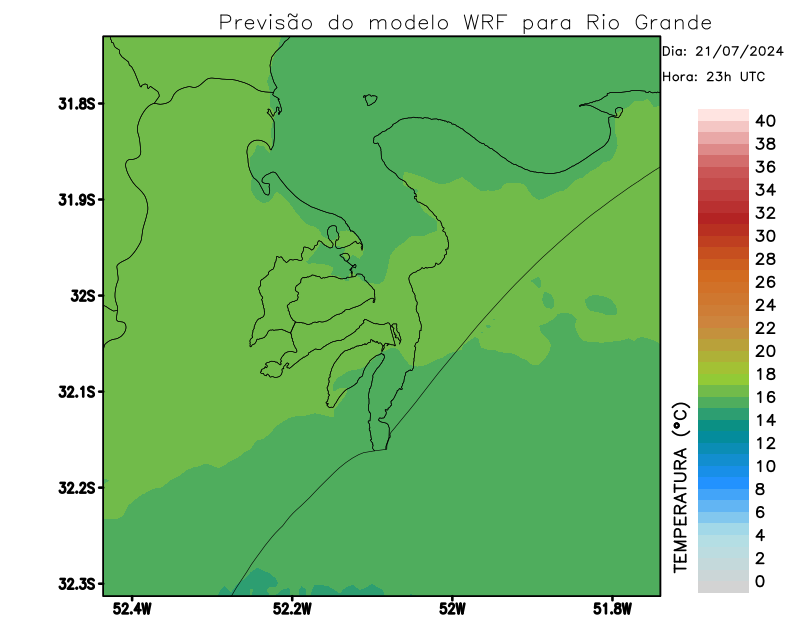 Previsão do modelo WRF para Rio Grande
Dia: 21/07/2024
Hora: 23h UTC
31.8S
31.9S
32S
32.1S
32.2S
32.3S
52.4W
52.2W
52W
51.8W
TEMPERATURA (°C)
40
38
36
34
32
30
28
26
24
22
20
18
16
14
12
10
8
6
4
2
0